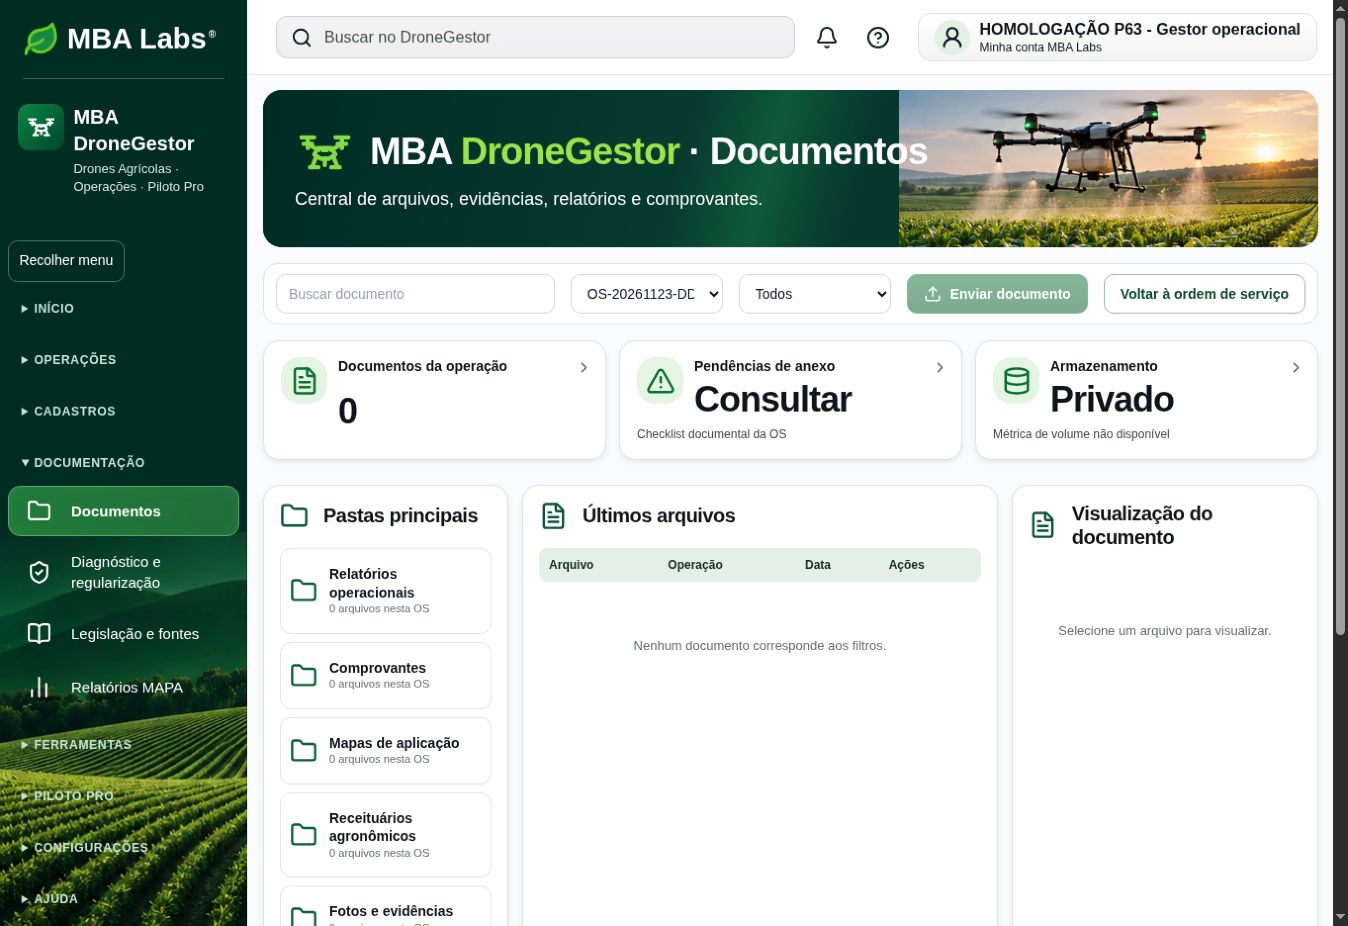 MBA Labs®
MBA
DroneGestor
Drones Agrícolas ·
Operações · Piloto Pro
Recolher menu
INÍCIO
OPERAÇÕES
CADASTROS
DOCUMENTAÇÃO
Documentos
Diagnóstico e
regularização
Legislação e fontes
Relatórios MAPA
FERRAMENTAS
PILOTO PRO
CONFIGURAÇÕES
AJUDA
Buscar no DroneGestor
HOMOLOGAÇÃO P63 - Gestor operacional
Minha conta MBA Labs
MBA DroneGestor · Documentos
Central de arquivos, evidências, relatórios e comprovantes.
Buscar documento
OS-20261123-DD
Todos
Enviar documento
Voltar à ordem de serviço
Documentos da operação
0
Pendências de anexo
Consultar
Checklist documental da OS
Armazenamento
Privado
Métrica de volume não disponível
Pastas principais
Relatórios
operacionais
0 arquivos nesta OS
Comprovantes
0 arquivos nesta OS
Mapas de aplicação
0 arquivos nesta OS
Receituários
agronômicos
0 arquivos nesta OS
Fotos e evidências
Últimos arquivos
Arquivo Operação Data Ações
Nenhum documento corresponde aos filtros.
Visualização do
documento
Selecione um arquivo para visualizar.